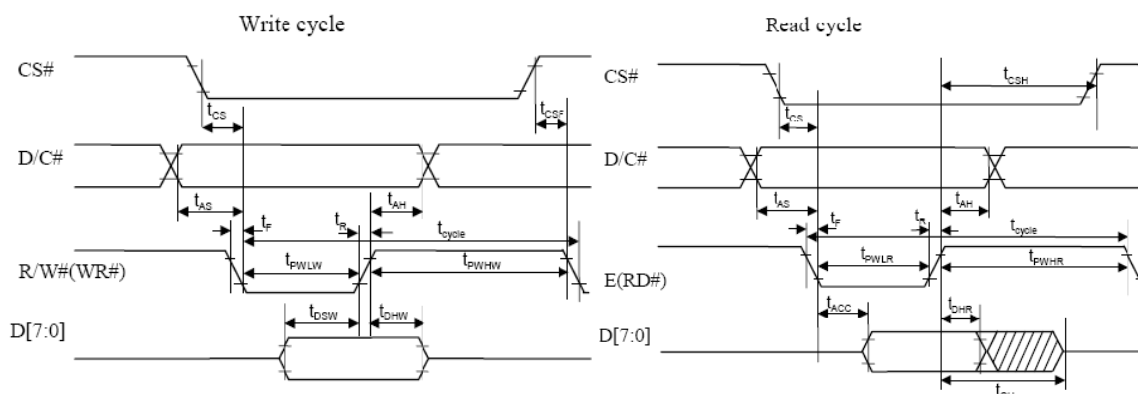 Write cycle
CS#
tCS
tCSF
D/C#
tAS
tAH
tF
tR
tcycle
R/W#(WR#)
tPWLW
tPWHW
tDSW
tDHW
D[7:0]
Read cycle
CS#
tCSH
tCS
D/C#
tAS
tAH
tF
tR
tcycle
E(RD#)
tPWLR
tPWHR
tACC
tDHR
D[7:0]